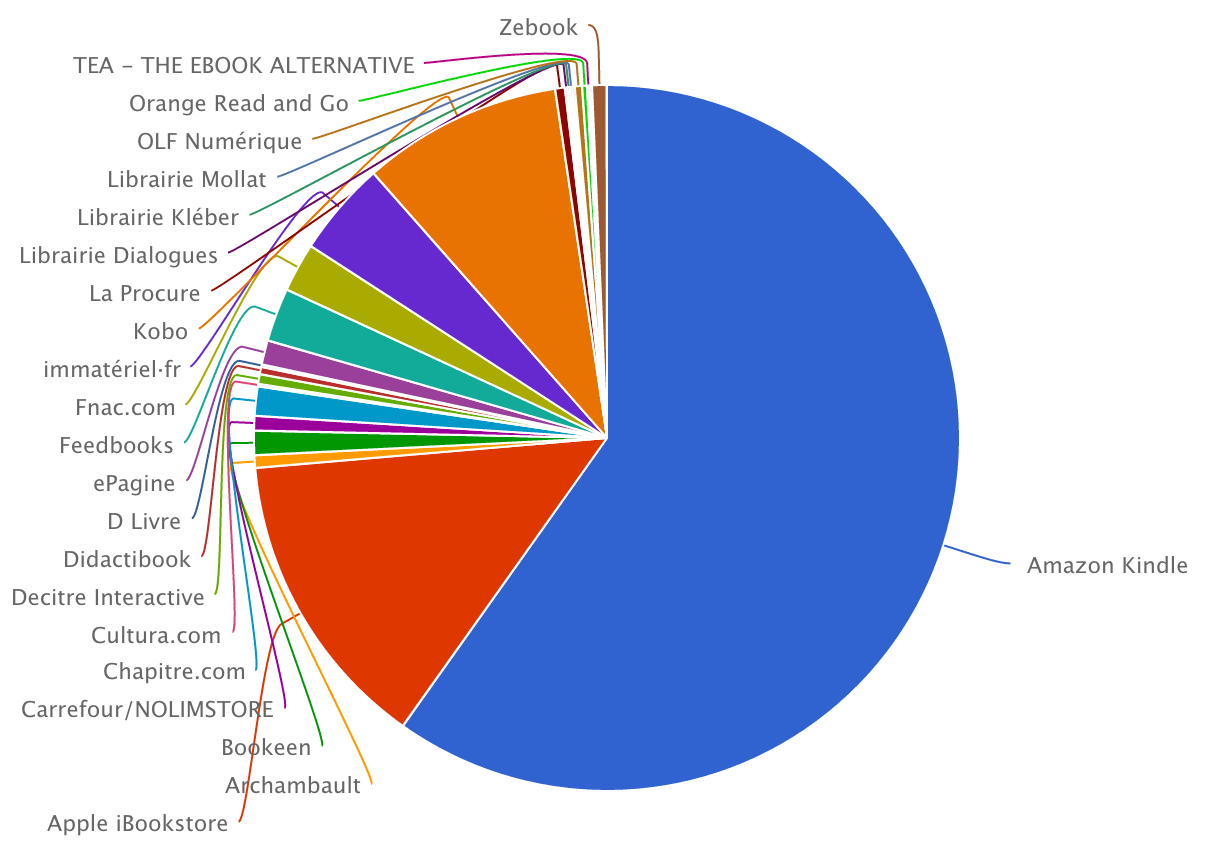 Zebook
TEA – THE EBOOK ALTERNATIVE
Orange Read and Go
OLF Numérique
Librairie Mollat
Librairie Kléber
Librairie Dialogues
La Procure
Kobo
immatériel·fr
Fnac.com
Feedbooks
ePagine
D Livre
Amazon Kindle
Didactibook
Decitre Interactive
Cultura.com
Chapitre.com
Carrefour/NOLIMSTORE
Bookeen
Archambault
Apple iBookstore